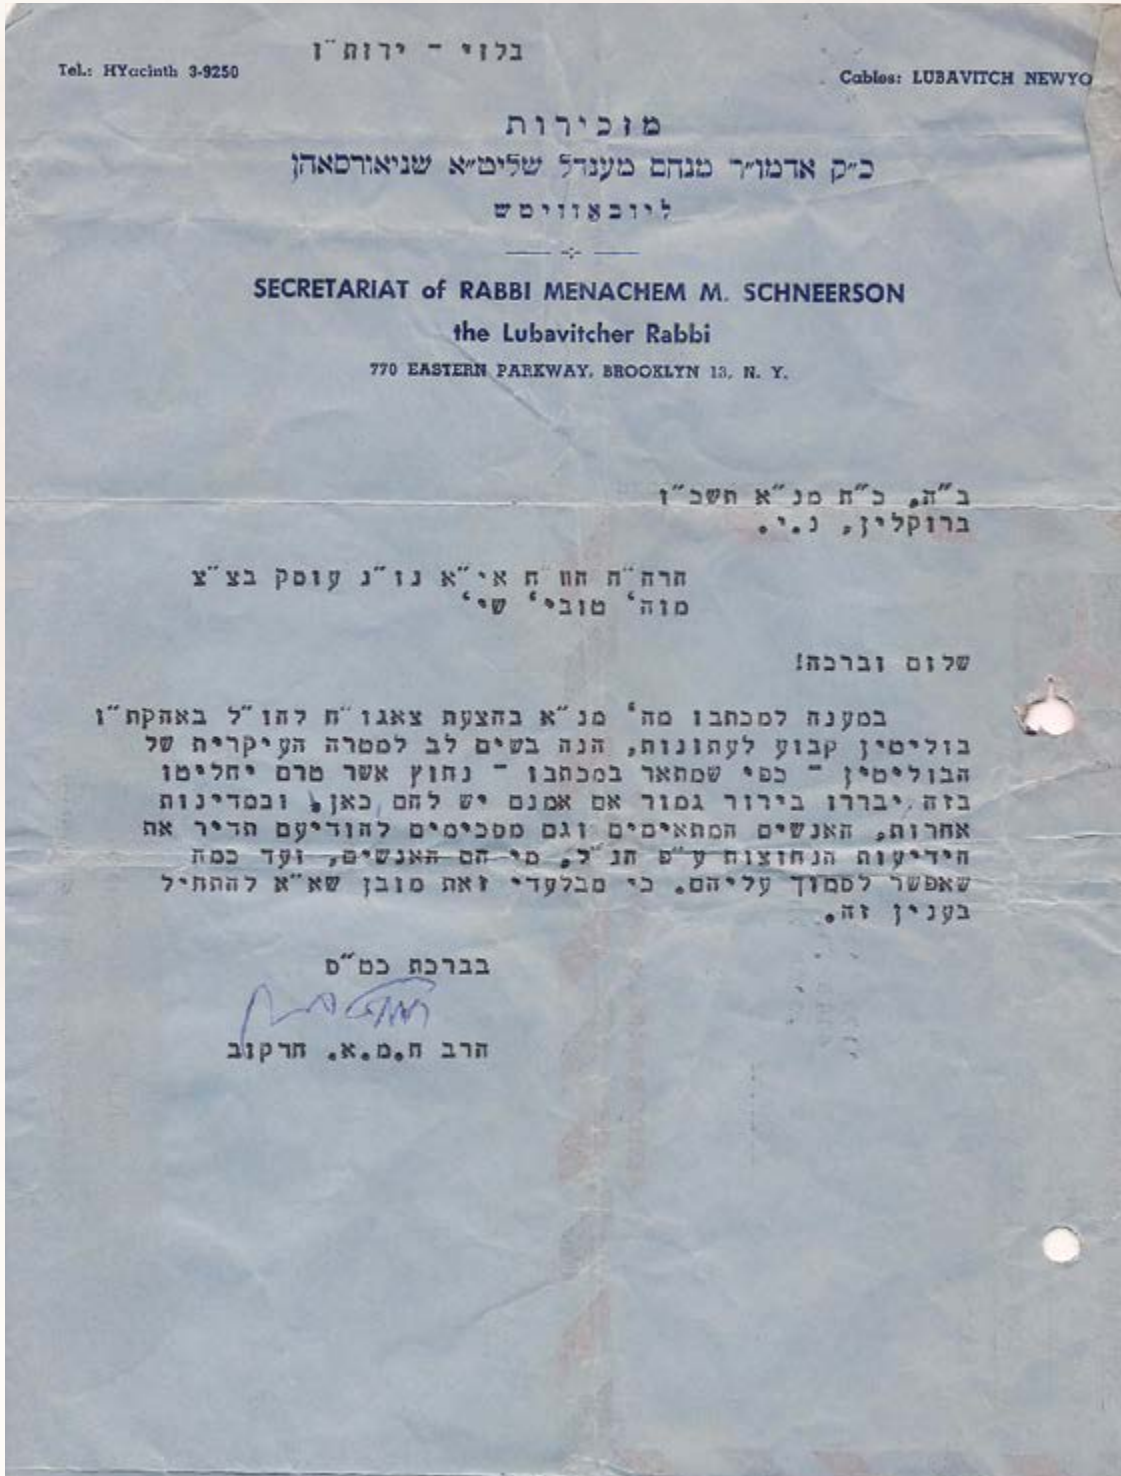 בלזי - ירות"ו
Tel.: HYacinth 3-9250
Cables: LUBAVITCH NEWYO
מזכירות
כ״ק אדמו״ר מנחם מענדל שליט״א שניאורסאהן
ליובאוויטש
SECRETARIAT of RABBI MENACHEM M. SCHNEERSON
the Lubavitcher Rabbi
770 EASTERN PARKWAY, BROOKLYN 13, N. Y.
ב"ה, כ"ח מנ"א תשכ"ו
ברוקלין, נ.י.
הרה"ח הוו"ח אי"א נו"נ עוסק בצ"צ
מוה' טובי' שי'
שלום וברכה!
במענה למכתבו מה' מנ"א בהצעת צאגו"ח להו"ל באהקת"ו
בוליטין קבוע לעתונות, הנה בשים לב למטרה העיקרית של
הבוליטין - כפי שמתאר במכתבו - נחוץ אשר טרם יחליטו
בזה יבררו בירור גמור אם אמנם יש להם כאן, ובמדינות
אחרות, האנשים המתאימים וגם מסכימים להודיעם תדיר את
הידיעות הנחוצות ע"פ הנ"ל, מי הם האנשים, ועד כמה
שאפשר לסמוך עליהם. כי מבלעדי זאת מובן שא"א להתחיל
בענין זה.
בברכת כט"ס
הרב ח.מ.א. חדקוב